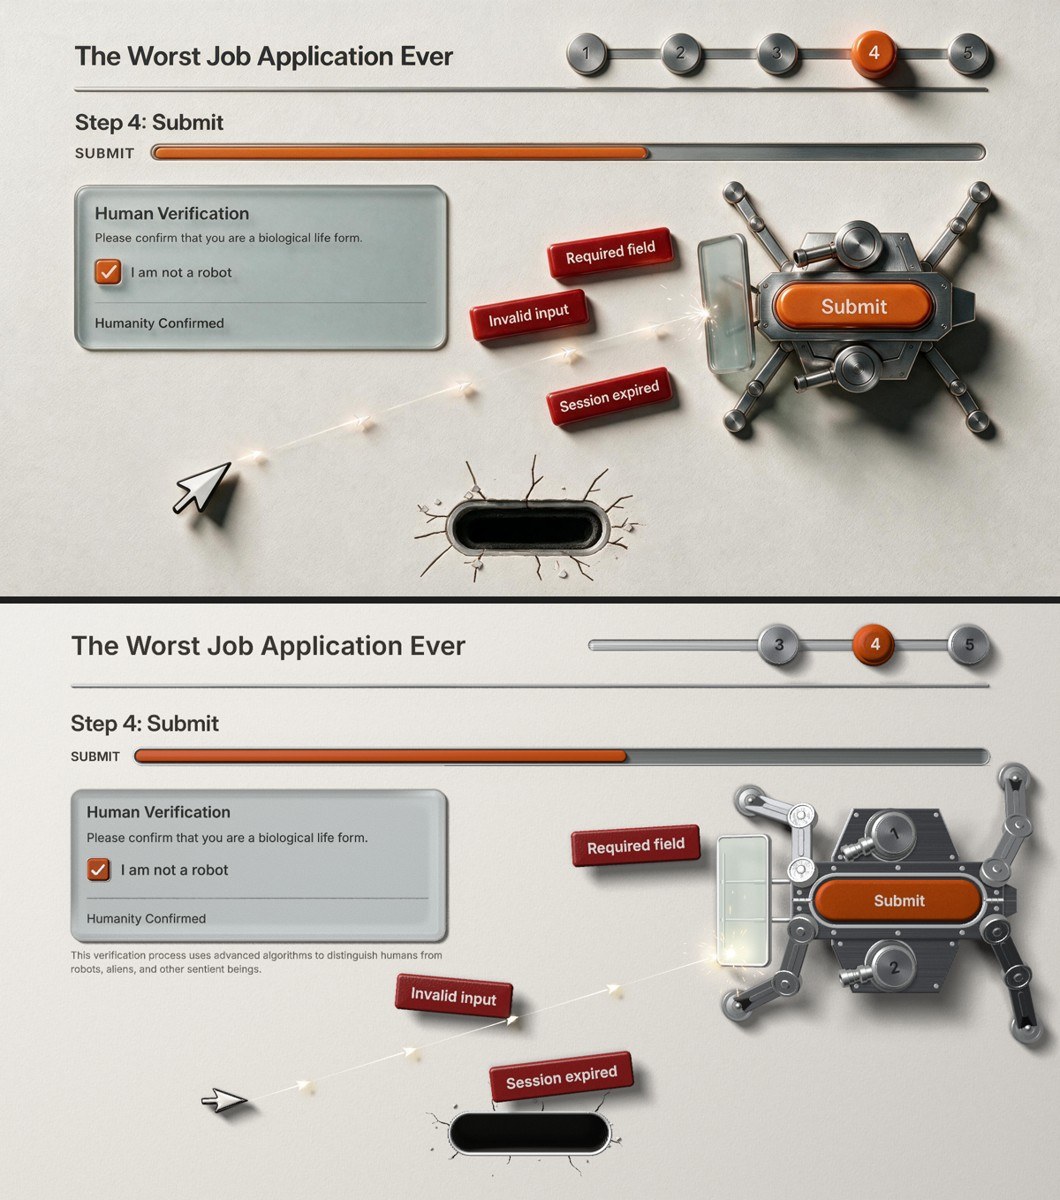 The Worst Job Application Ever
1 2 3 4 5
Step 4: Submit
SUBMIT
Human Verification
Please confirm that you are a biological life form.
I am not a robot
Humanity Confirmed
Required field
Invalid input
Session expired
Submit
The Worst Job Application Ever
3 4 5
Step 4: Submit
SUBMIT
Human Verification
Please confirm that you are a biological life form.
I am not a robot
Humanity Confirmed
This verification process uses advanced algorithms to distinguish humans from
robots, aliens, and other sentient beings.
Required field
Invalid input
Session expired
1
Submit
2